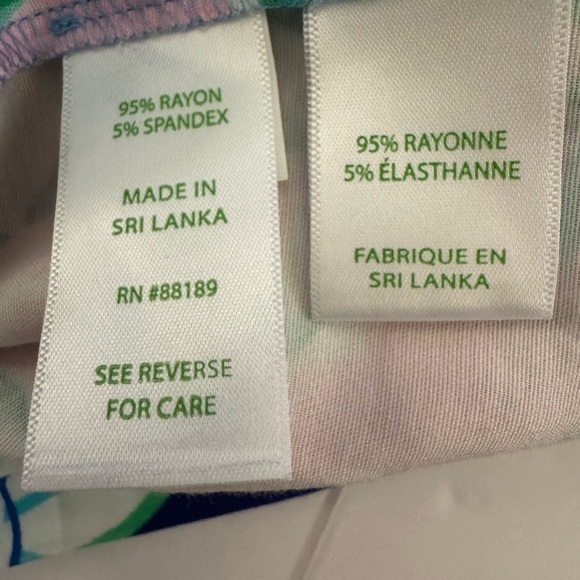 95% RAYON
5% SPANDEX
MADE IN
SRI LANKA
RN #88189
SEE REVERSE
FOR CARE
95% RAYONNE
5% ÉLASTHANNE
FABRIQUE EN
SRI LANKA